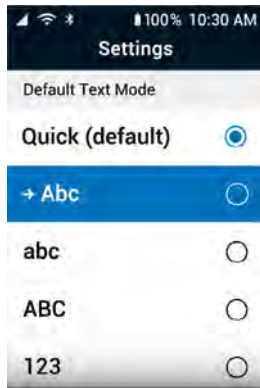 100% 10:30 AM
Settings
Default Text Mode
Quick (default)
→ Abc
abc
ABC
123